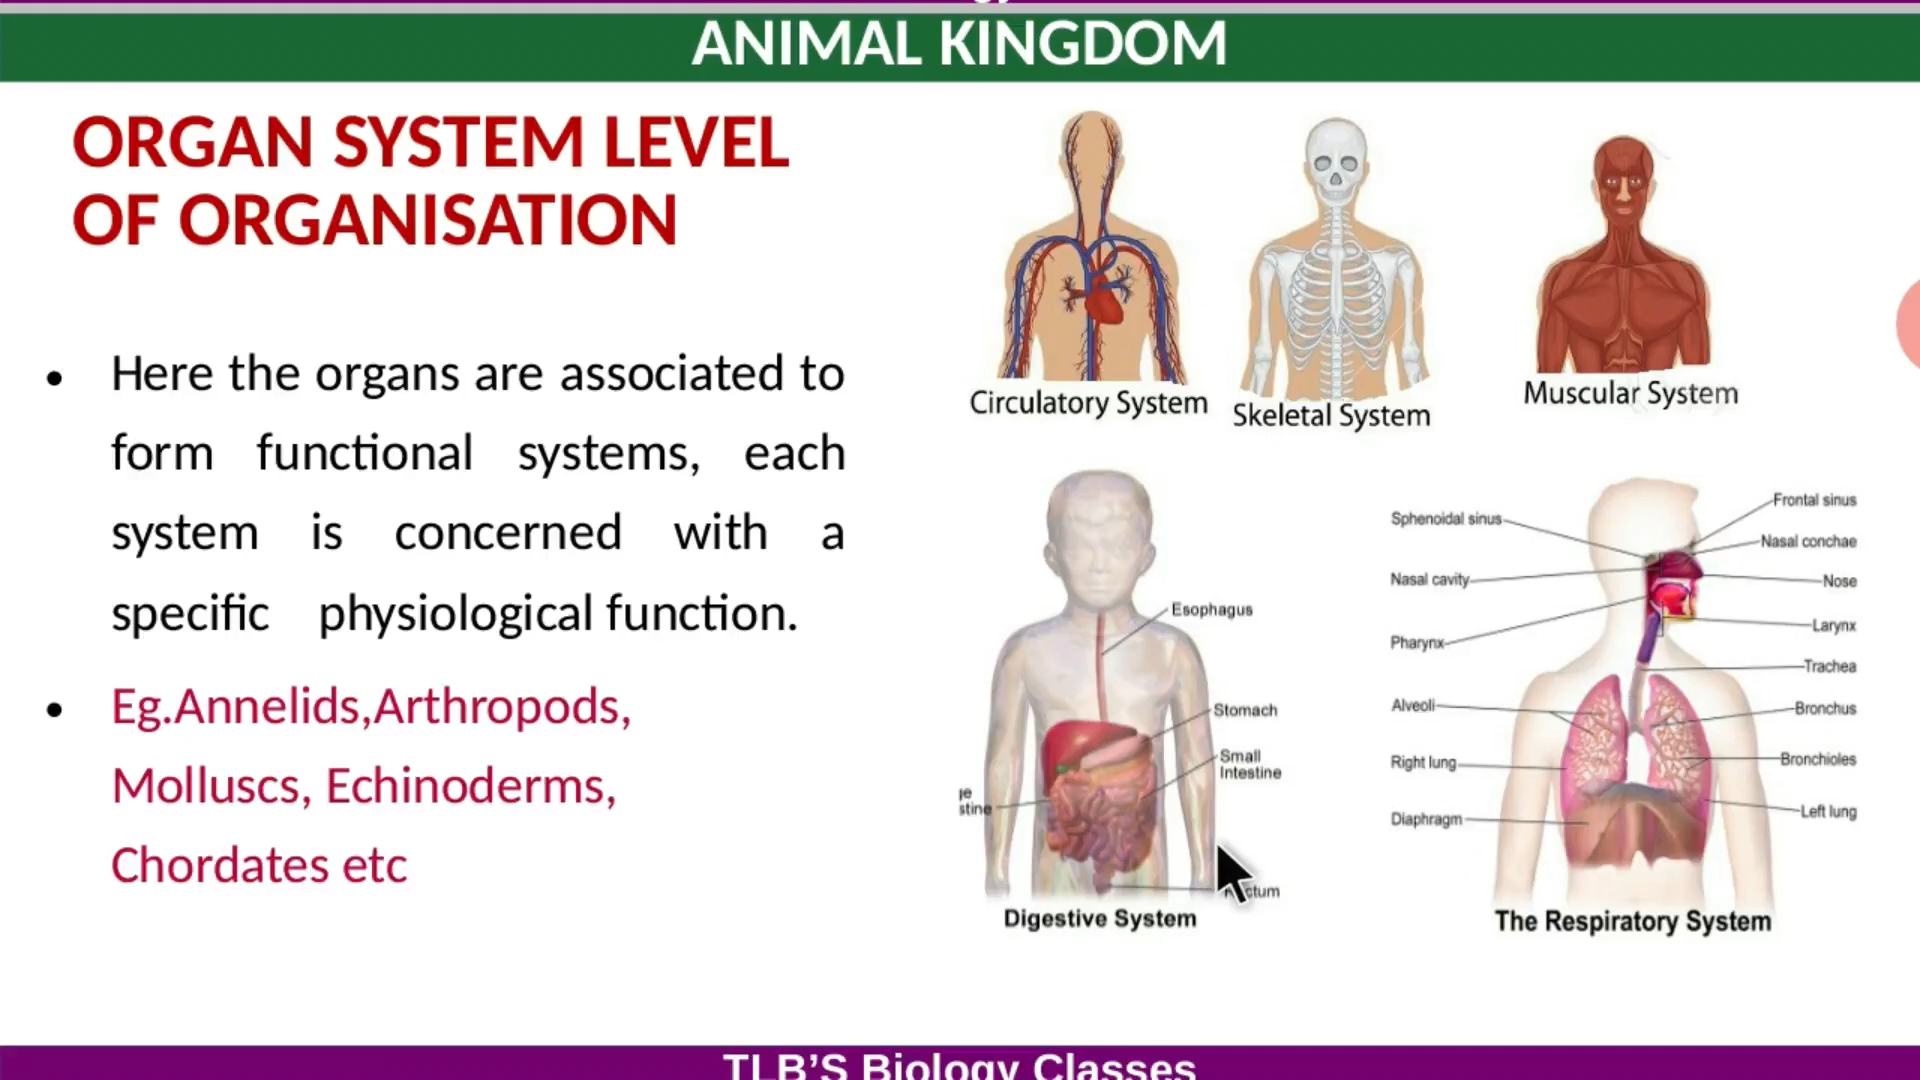 ANIMAL KINGDOM
ORGAN SYSTEM LEVEL
OF ORGANISATION
• Here the organs are associated to
form functional systems, each
system is concerned with a
specific physiological function.
• Eg.Annelids,Arthropods,
Molluscs, Echinoderms,
Chordates etc
Circulatory System
Skeletal System
Muscular System
Esophagus
Stomach
Small
Intestine
stine
Digestive System
Sphenoidal sinus
Nasal cavity
Pharynx
Alveoli
Right lung
Diaphragm
Frontal sinus
Nasal conchae
Nose
Larynx
Trachea
Bronchus
Bronchioles
Left lung
The Respiratory System
TLB’S Biology Classes